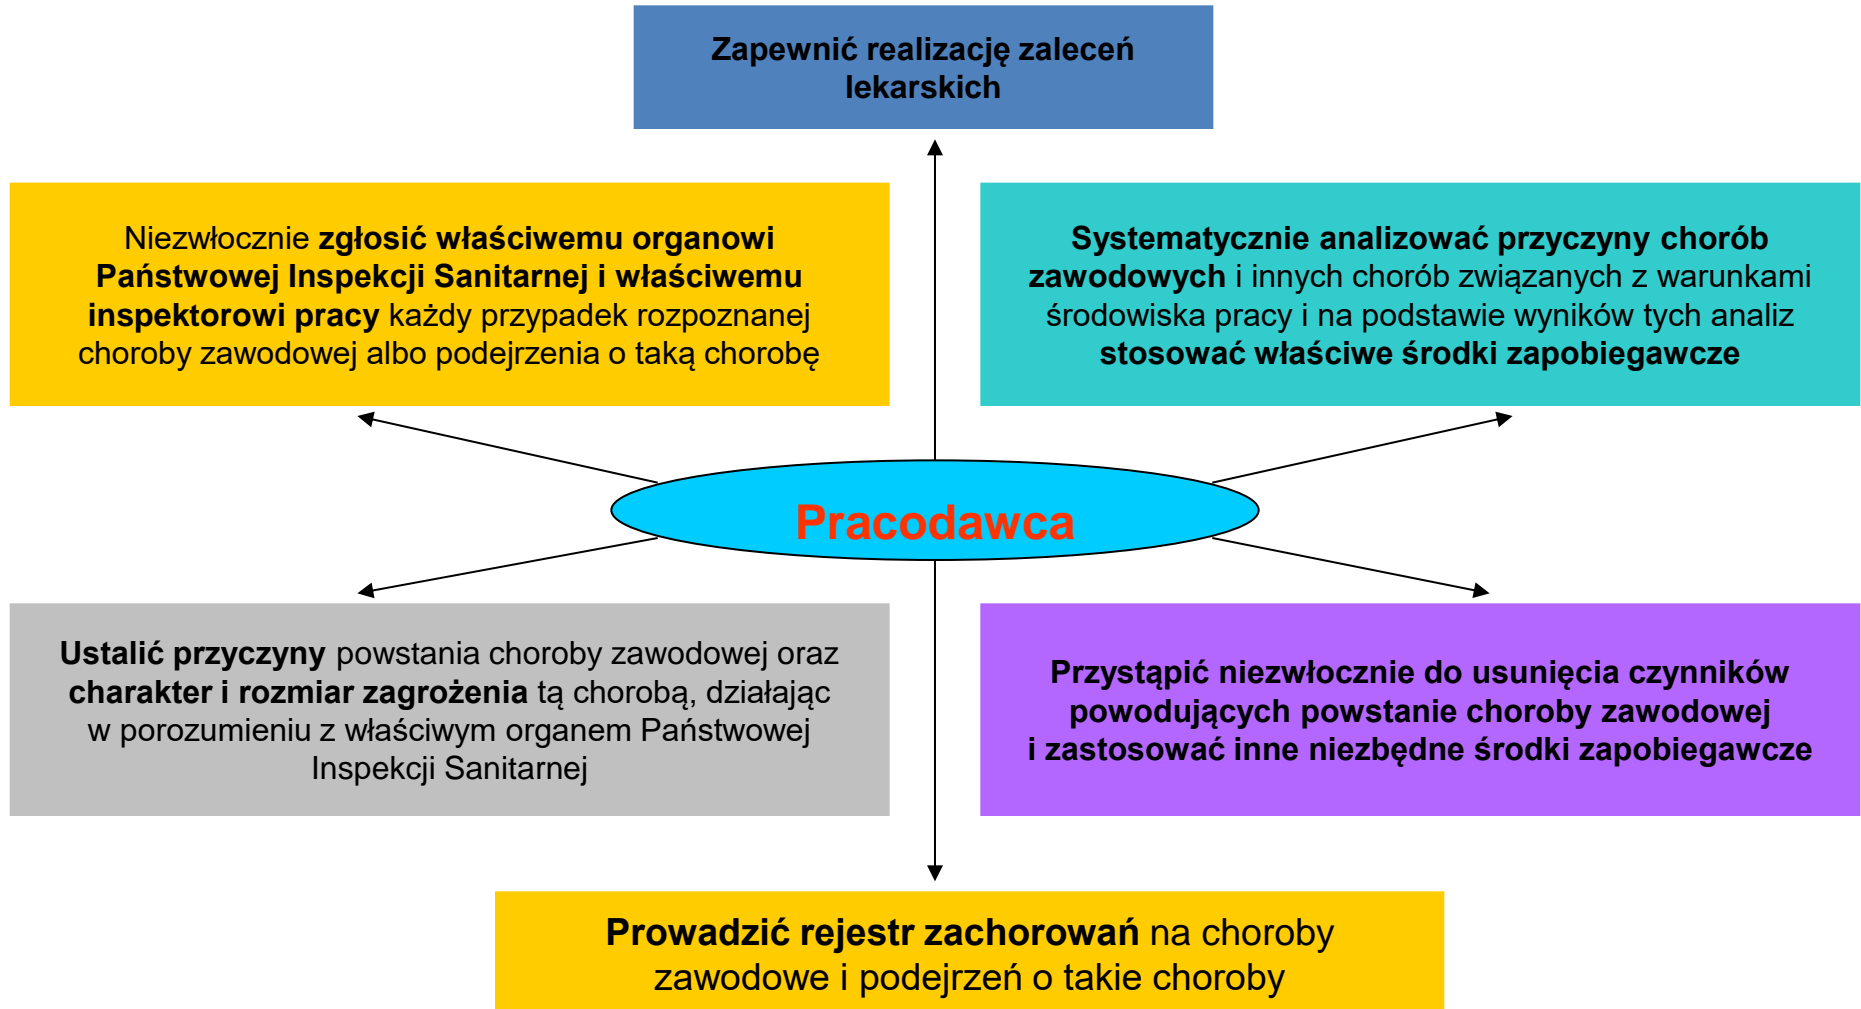 Zapewnić realizację zaleceń
lekarskich
Niezwłocznie zgłosić właściwemu organowi
Państwowej Inspekcji Sanitarnej i właściwemu
inspektorowi pracy każdy przypadek rozpoznanej
choroby zawodowej albo podejrzenia o taką chorobę
Systematycznie analizować przyczyny chorób
zawodowych i innych chorób związanych z warunkami
środowiska pracy i na podstawie wyników tych analiz
stosować właściwe środki zapobiegawcze
Pracodawca
Ustalić przyczyny powstania choroby zawodowej oraz
charakter i rozmiar zagrożenia tą chorobą, działając
w porozumieniu z właściwym organem Państwowej
Inspekcji Sanitarnej
Przystąpić niezwłocznie do usunięcia czynników
powodujących powstanie choroby zawodowej
i zastosować inne niezbędne środki zapobiegawcze
Prowadzić rejestr zachorowań na choroby
zawodowe i podejrzeń o takie choroby